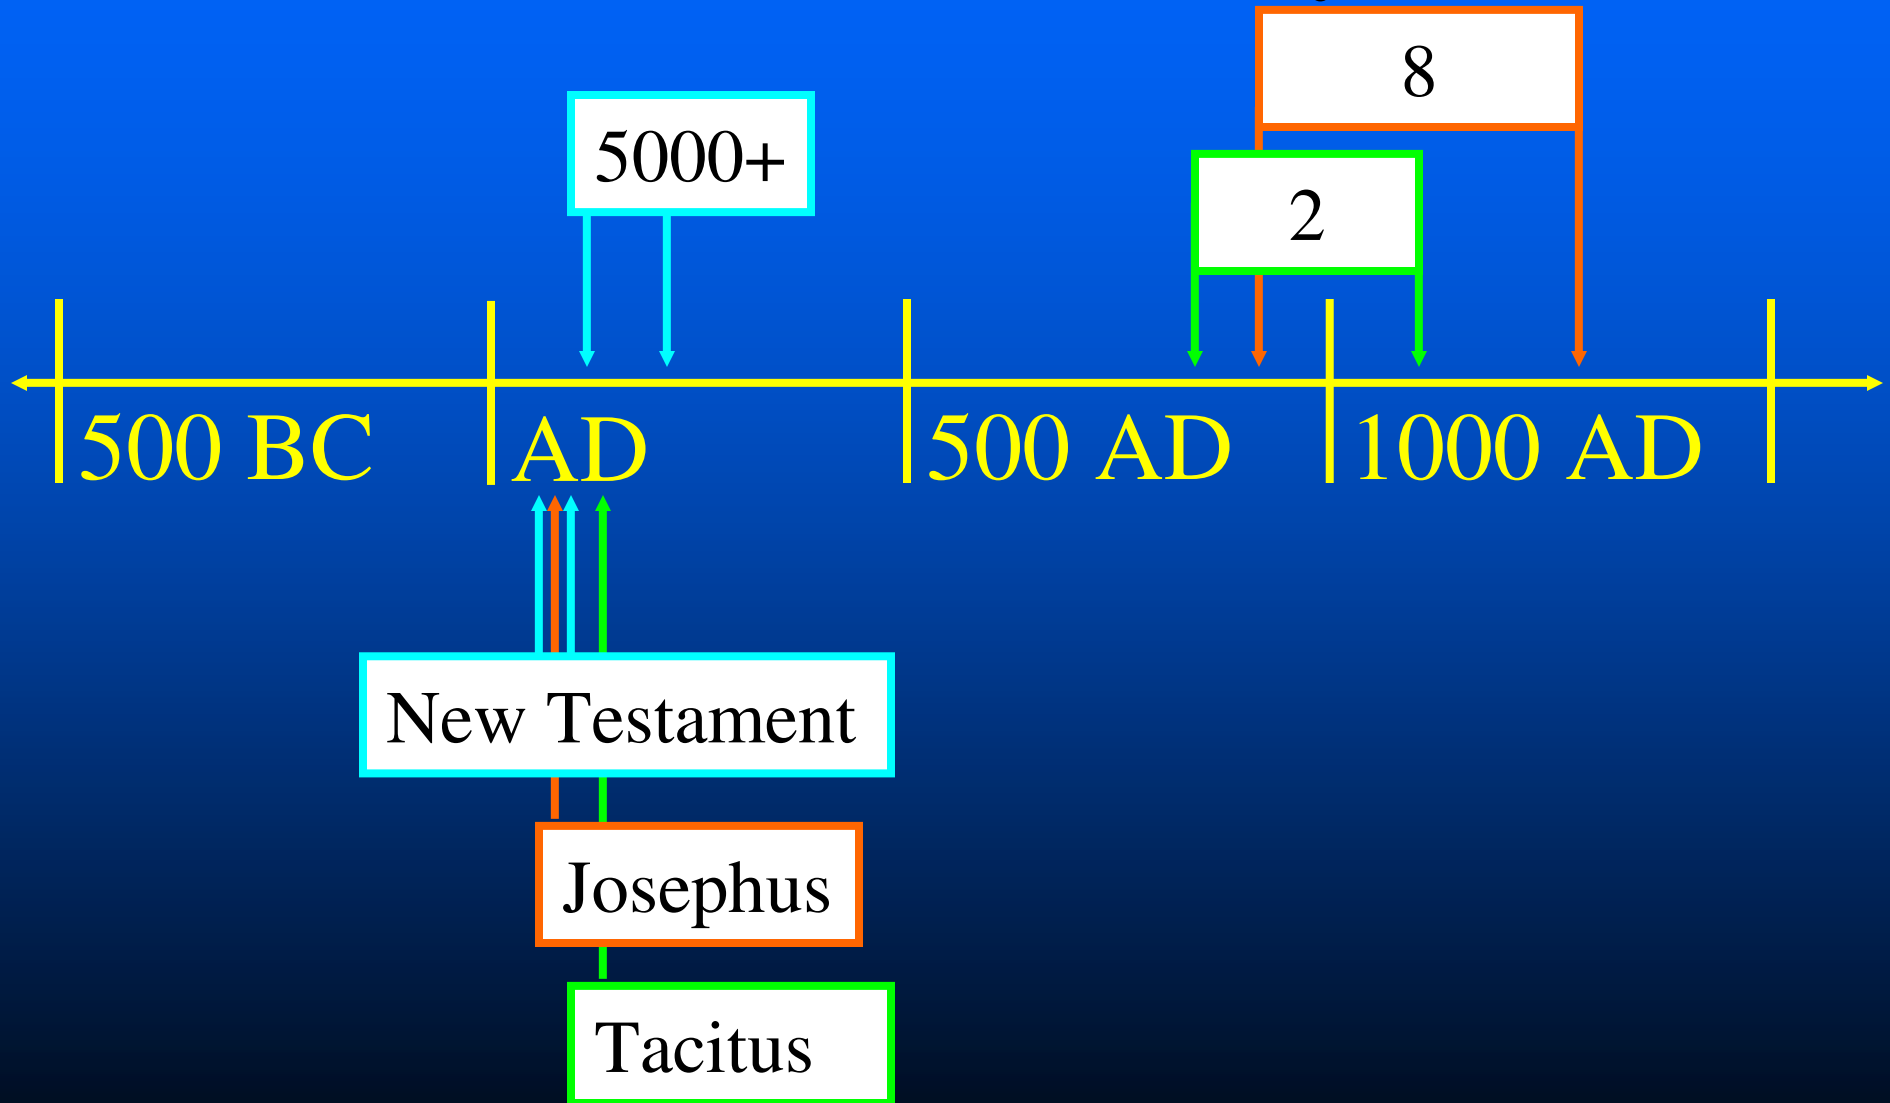 8
5000+
2
500 BC
AD
500 AD
1000 AD
New Testament
Josephus
Tacitus